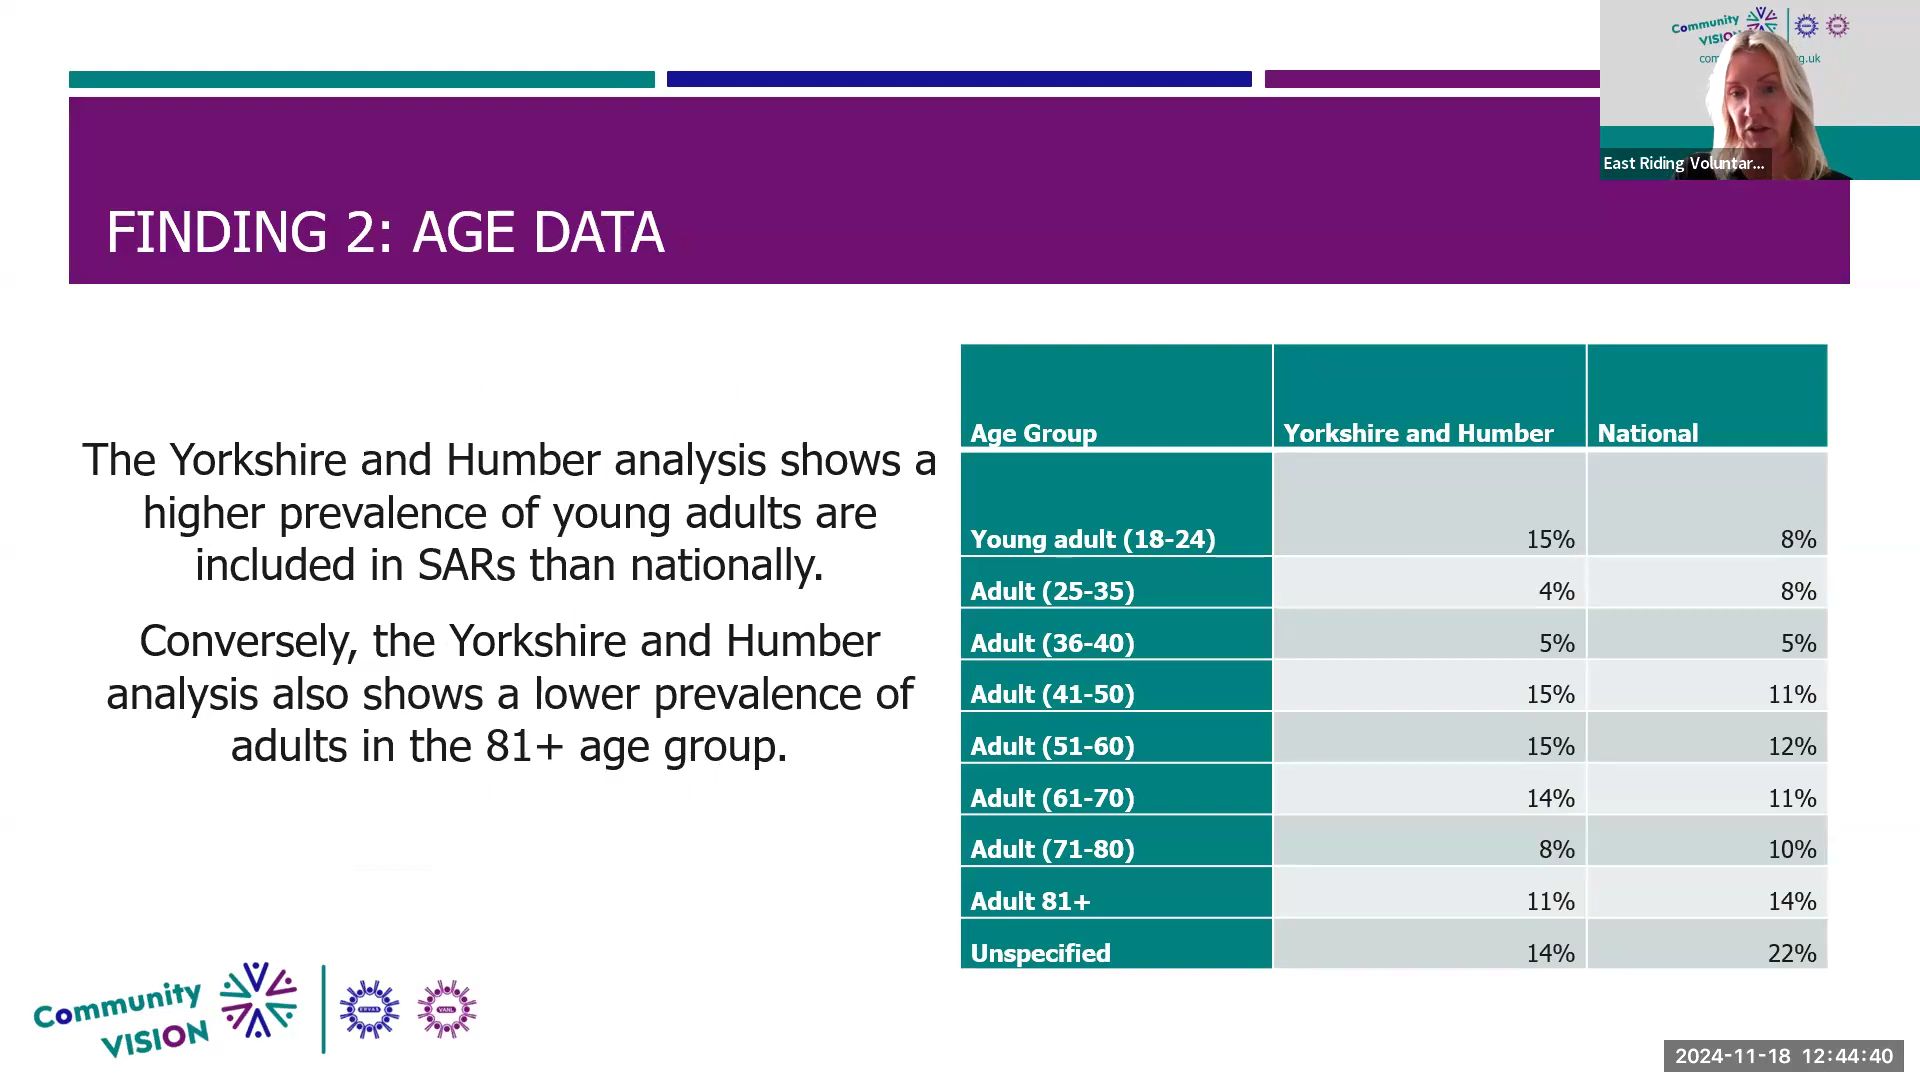 Community
VISION
East Riding Voluntar...
FINDING 2: AGE DATA
The Yorkshire and Humber analysis shows a
higher prevalence of young adults are
included in SARs than nationally.
Conversely, the Yorkshire and Humber
analysis also shows a lower prevalence of
adults in the 81+ age group.
Age Group Yorkshire and Humber National
Young adult (18-24) 15% 8%
Adult (25-35) 4% 8%
Adult (36-40) 5% 5%
Adult (41-50) 15% 11%
Adult (51-60) 15% 12%
Adult (61-70) 14% 11%
Adult (71-80) 8% 10%
Adult 81+ 11% 14%
Unspecified 14% 22%
Community
VISION
ERVAS
VANL
2024-11-18 12:44:40